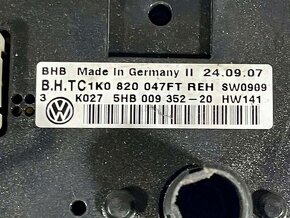 BHB Made in Germany II 24.09.07
B.H.TC1K0 820 047FT REH SW0909
3 K027 5HB 009 352-20 HW141